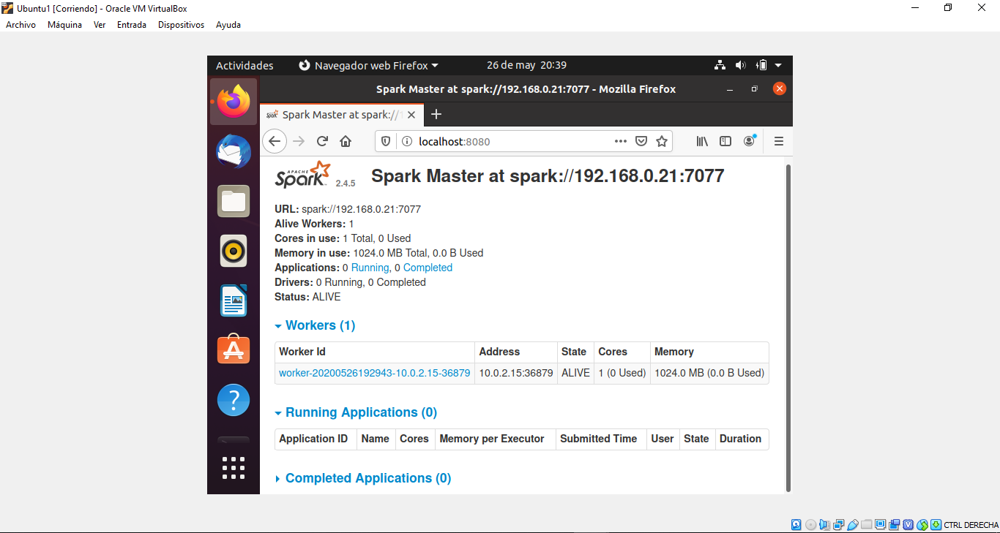 Ubuntu1 [Corriendo] - Oracle VM VirtualBox
Archivo Máquina Ver Entrada Dispositivos Ayuda
Actividades Navegador web Firefox 26 de may 20:39
Spark Master at spark://192.168.0.21:7077 - Mozilla Firefox
Spark Master at spark://1
localhost:8080
APACHE Spark 2.4.5 Spark Master at spark://192.168.0.21:7077
URL: spark://192.168.0.21:7077
Alive Workers: 1
Cores in use: 1 Total, 0 Used
Memory in use: 1024.0 MB Total, 0.0 B Used
Applications: 0 Running, 0 Completed
Drivers: 0 Running, 0 Completed
Status: ALIVE
Workers (1)
Worker Id Address State Cores Memory
worker-20200526192943-10.0.2.15-36879 10.0.2.15:36879 ALIVE 1 (0 Used) 1024.0 MB (0.0 B Used)
Running Applications (0)
Application ID Name Cores Memory per Executor Submitted Time User State Duration
Completed Applications (0)
CTRL DERECHA